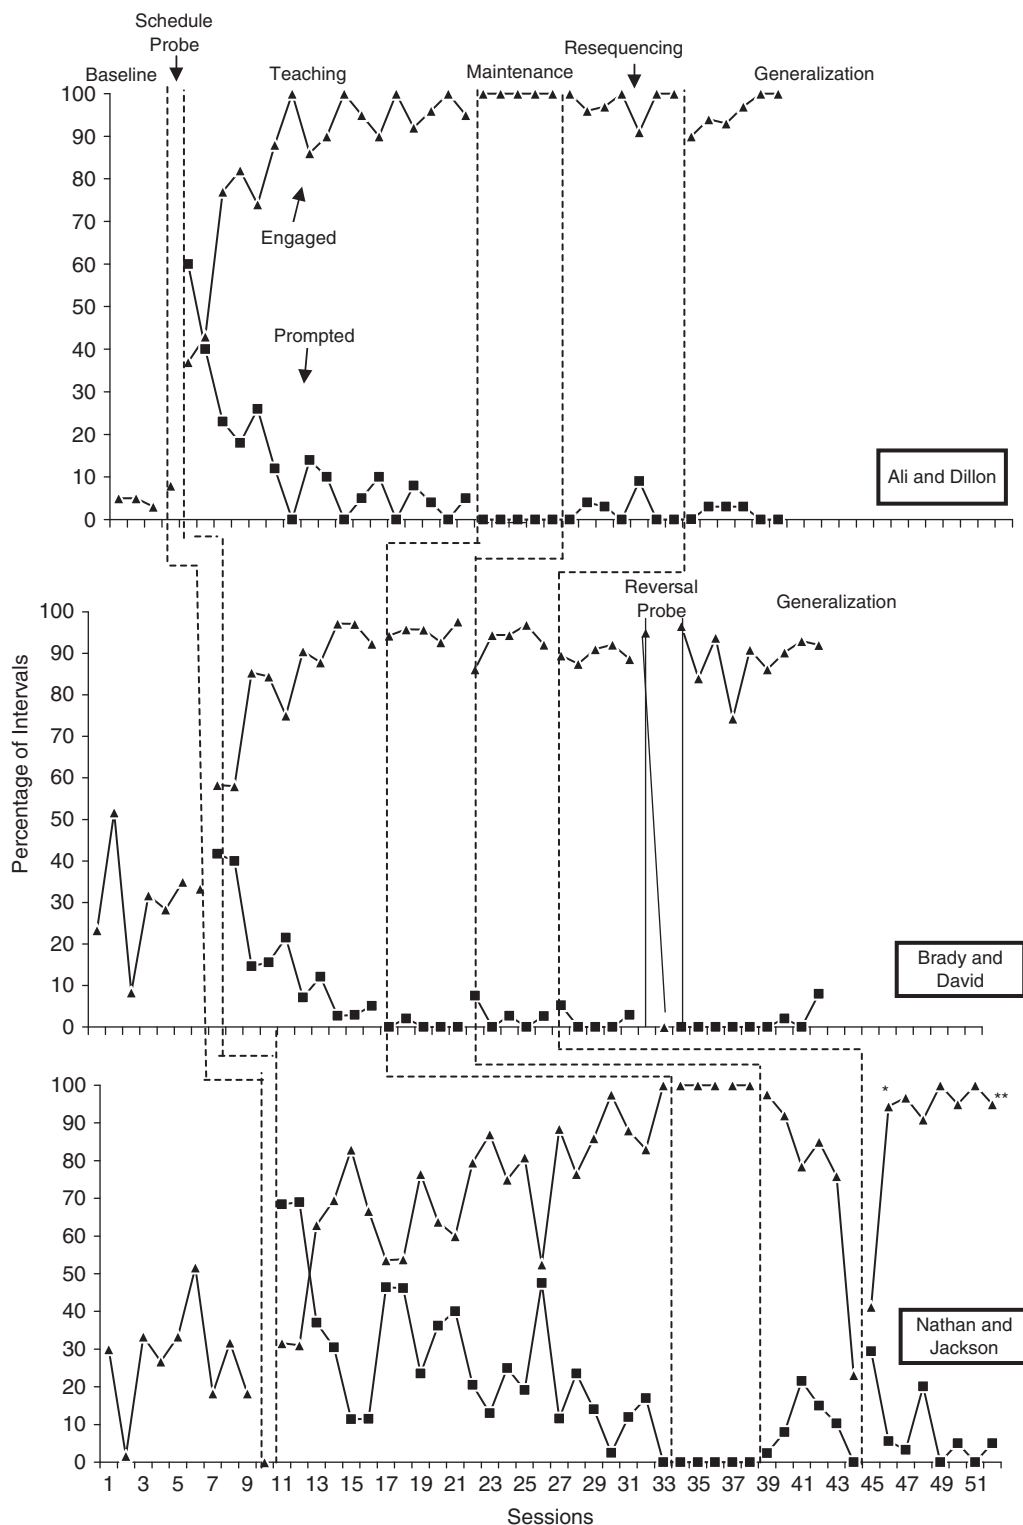 Schedule
Probe
Baseline
Teaching
Maintenance
Resequencing
Generalization
100
90
80
70
60
50
40
30
20
10
0
Engaged
Prompted
Ali and Dillon
Reversal
Probe
Generalization
100
90
80
70
60
50
40
30
20
10
0
Percentage of Intervals
Brady and
David
100
90
80
70
60
50
40
30
20
10
0
*
**
Nathan and
Jackson
1 3 5 7 9 11 13 15 17 19 21 23 25 27 29 31 33 35 37 39 41 43 45 47 49 51
Sessions